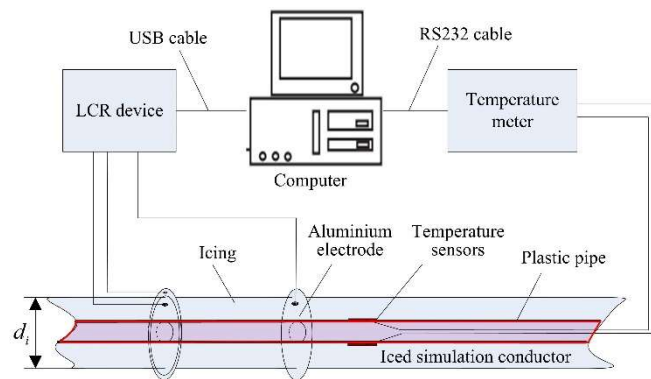 USB cable
RS232 cable
LCR device
Temperature
meter
Computer
Icing
Aluminium
electrode
Temperature
sensors
Plastic pipe
d_i
Iced simulation conductor